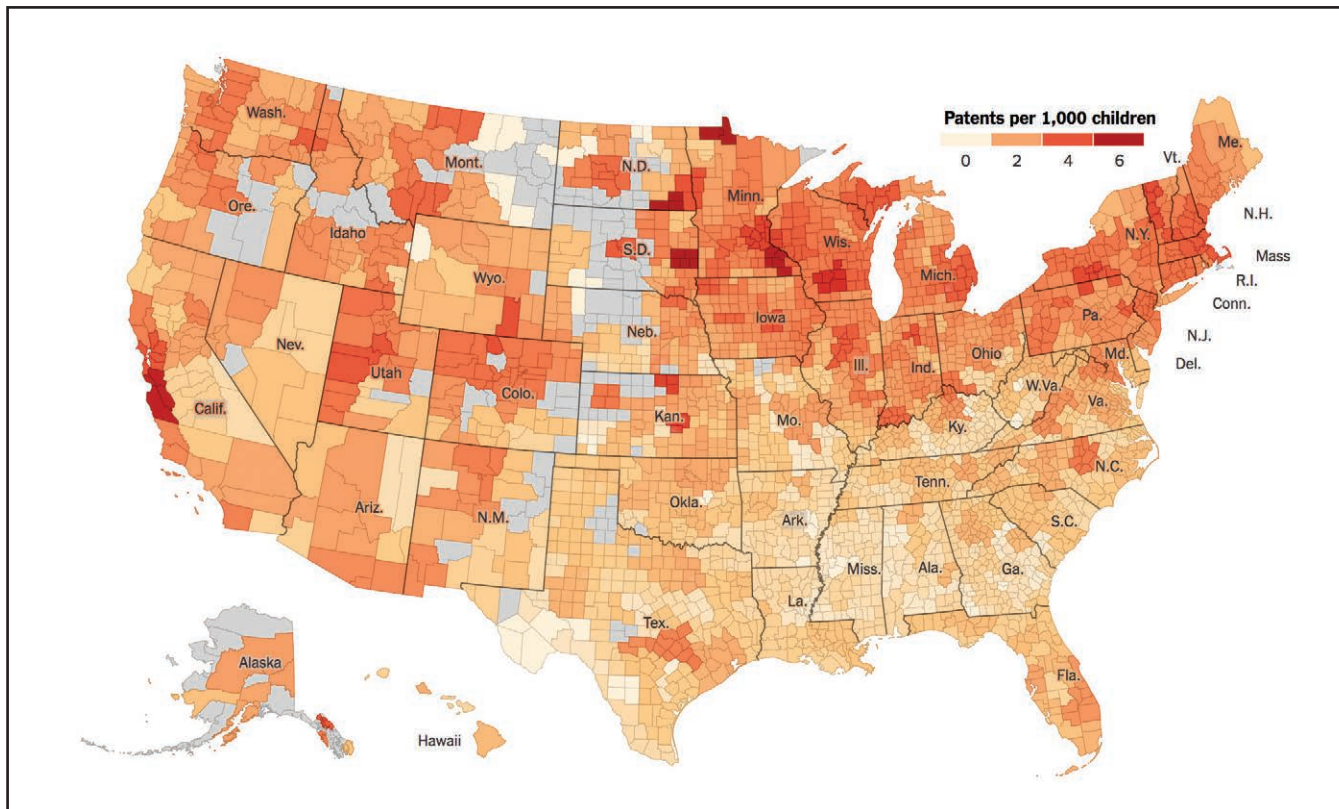 Patents per 1,000 children
0 2 4 6
Wash.
Mont.
N.D.
Minn.
Me.
Vt.
Ore.
Idaho
S.D.
Wis.
Mich.
N.Y.
N.H.
Mass
R.I.
Conn.
Wyo.
Iowa
Pa.
N.J.
Neb.
Nev.
Utah
Colo.
Ill.
Ind.
Ohio
Md.
Del.
W.Va.
Va.
Calif.
Kan.
Mo.
Ky.
N.C.
Tenn.
Ariz.
N.M.
Okla.
Ark.
S.C.
Miss.
Ala.
Ga.
La.
Tex.
Fla.
Alaska
Hawaii